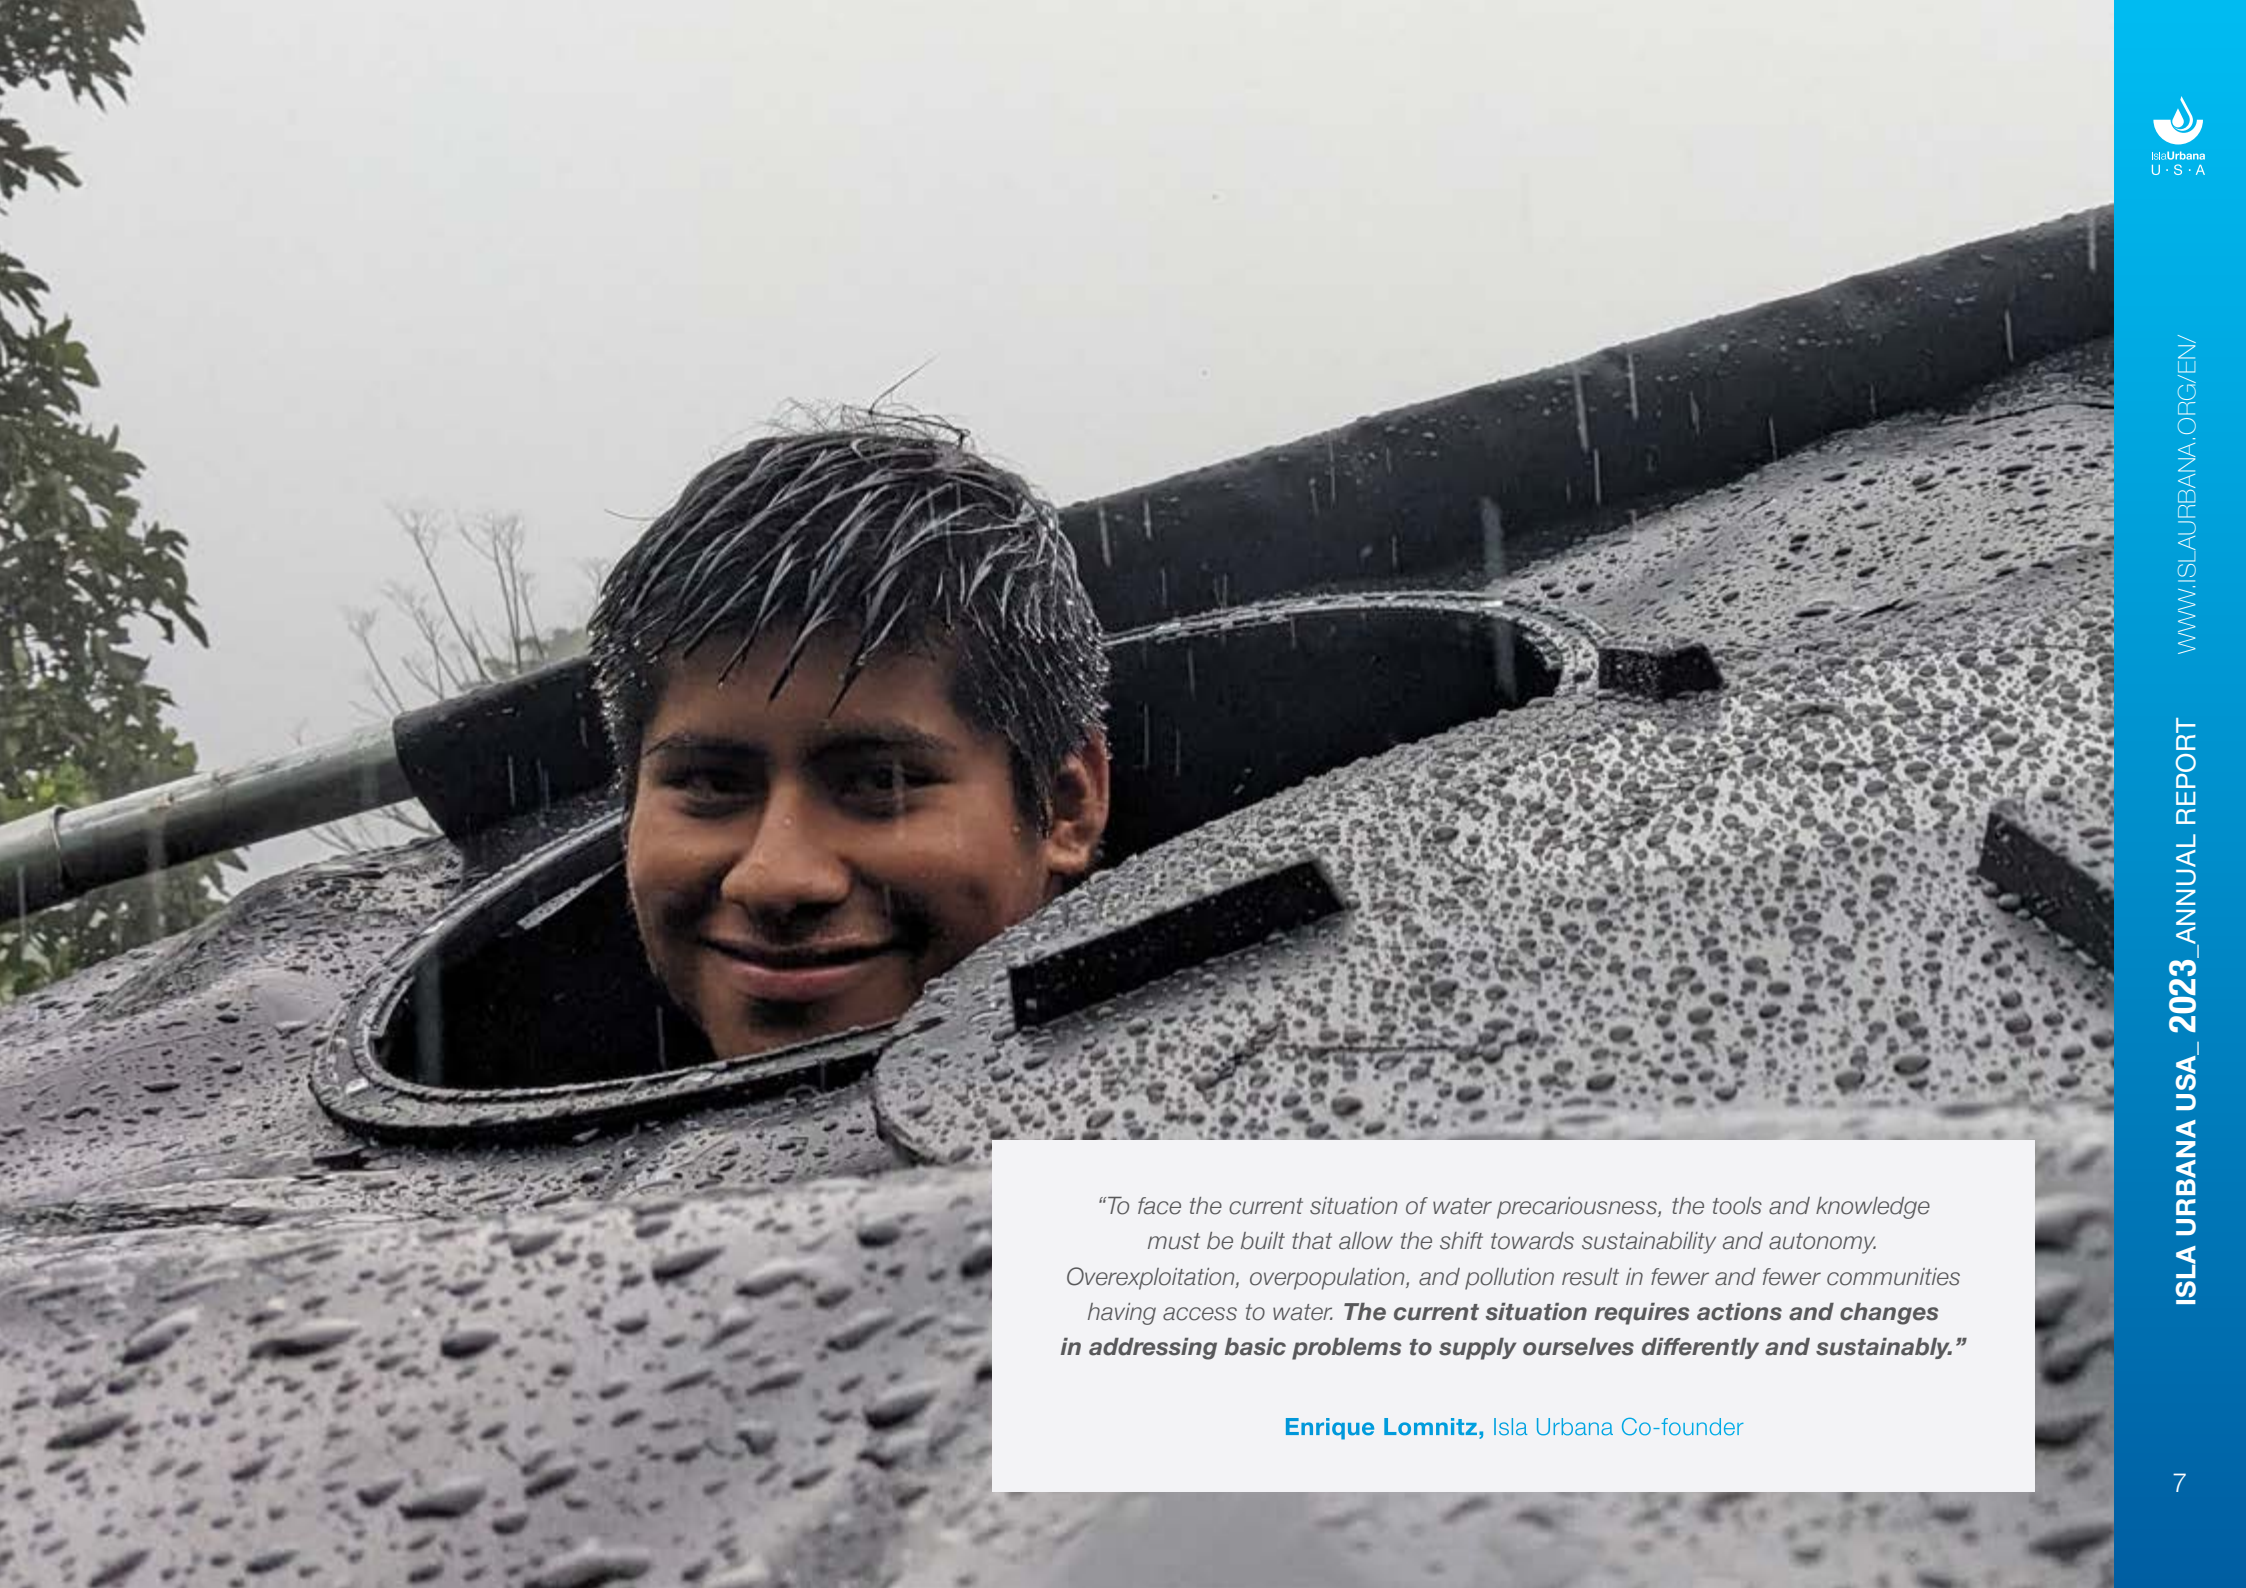 “To face the current situation of water precariousness, the tools and knowledge
must be built that allow the shift towards sustainability and autonomy.
Overexploitation, overpopulation, and pollution result in fewer and fewer communities
having access to water. The current situation requires actions and changes
in addressing basic problems to supply ourselves differently and sustainably.”
Enrique Lomnitz, Isla Urbana Co-founder
IslaUrbana
U · S · A
WWW.ISLAURBANA.ORG/EN/
ISLA URBANA USA_ 2023_ANNUAL REPORT
7